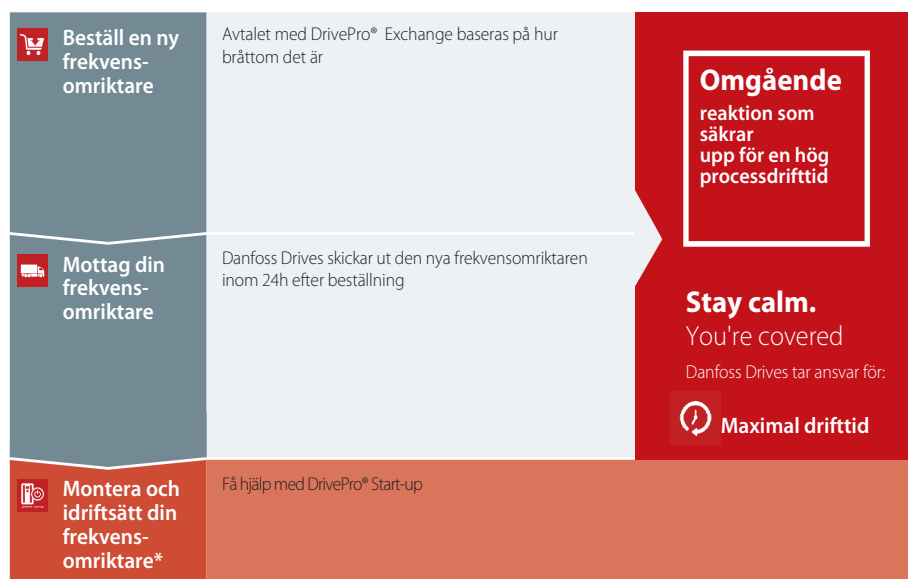 Beställ en ny
frekvens-
omriktare
Avtalet med DrivePro® Exchange baseras på hur
bråttom det är
Omgående
reaktion som
säkrar
upp för en hög
processdrifttid
Mottag din
frekvens-
omriktare
Danfoss Drives skickar ut den nya frekvensomriktaren
inom 24h efter beställning
Stay calm.
You're covered
Danfoss Drives tar ansvar för:
Maximal drifttid
Montera och
idriftsätt din
frekvens-
omriktare*
Få hjälp med DrivePro® Start-up